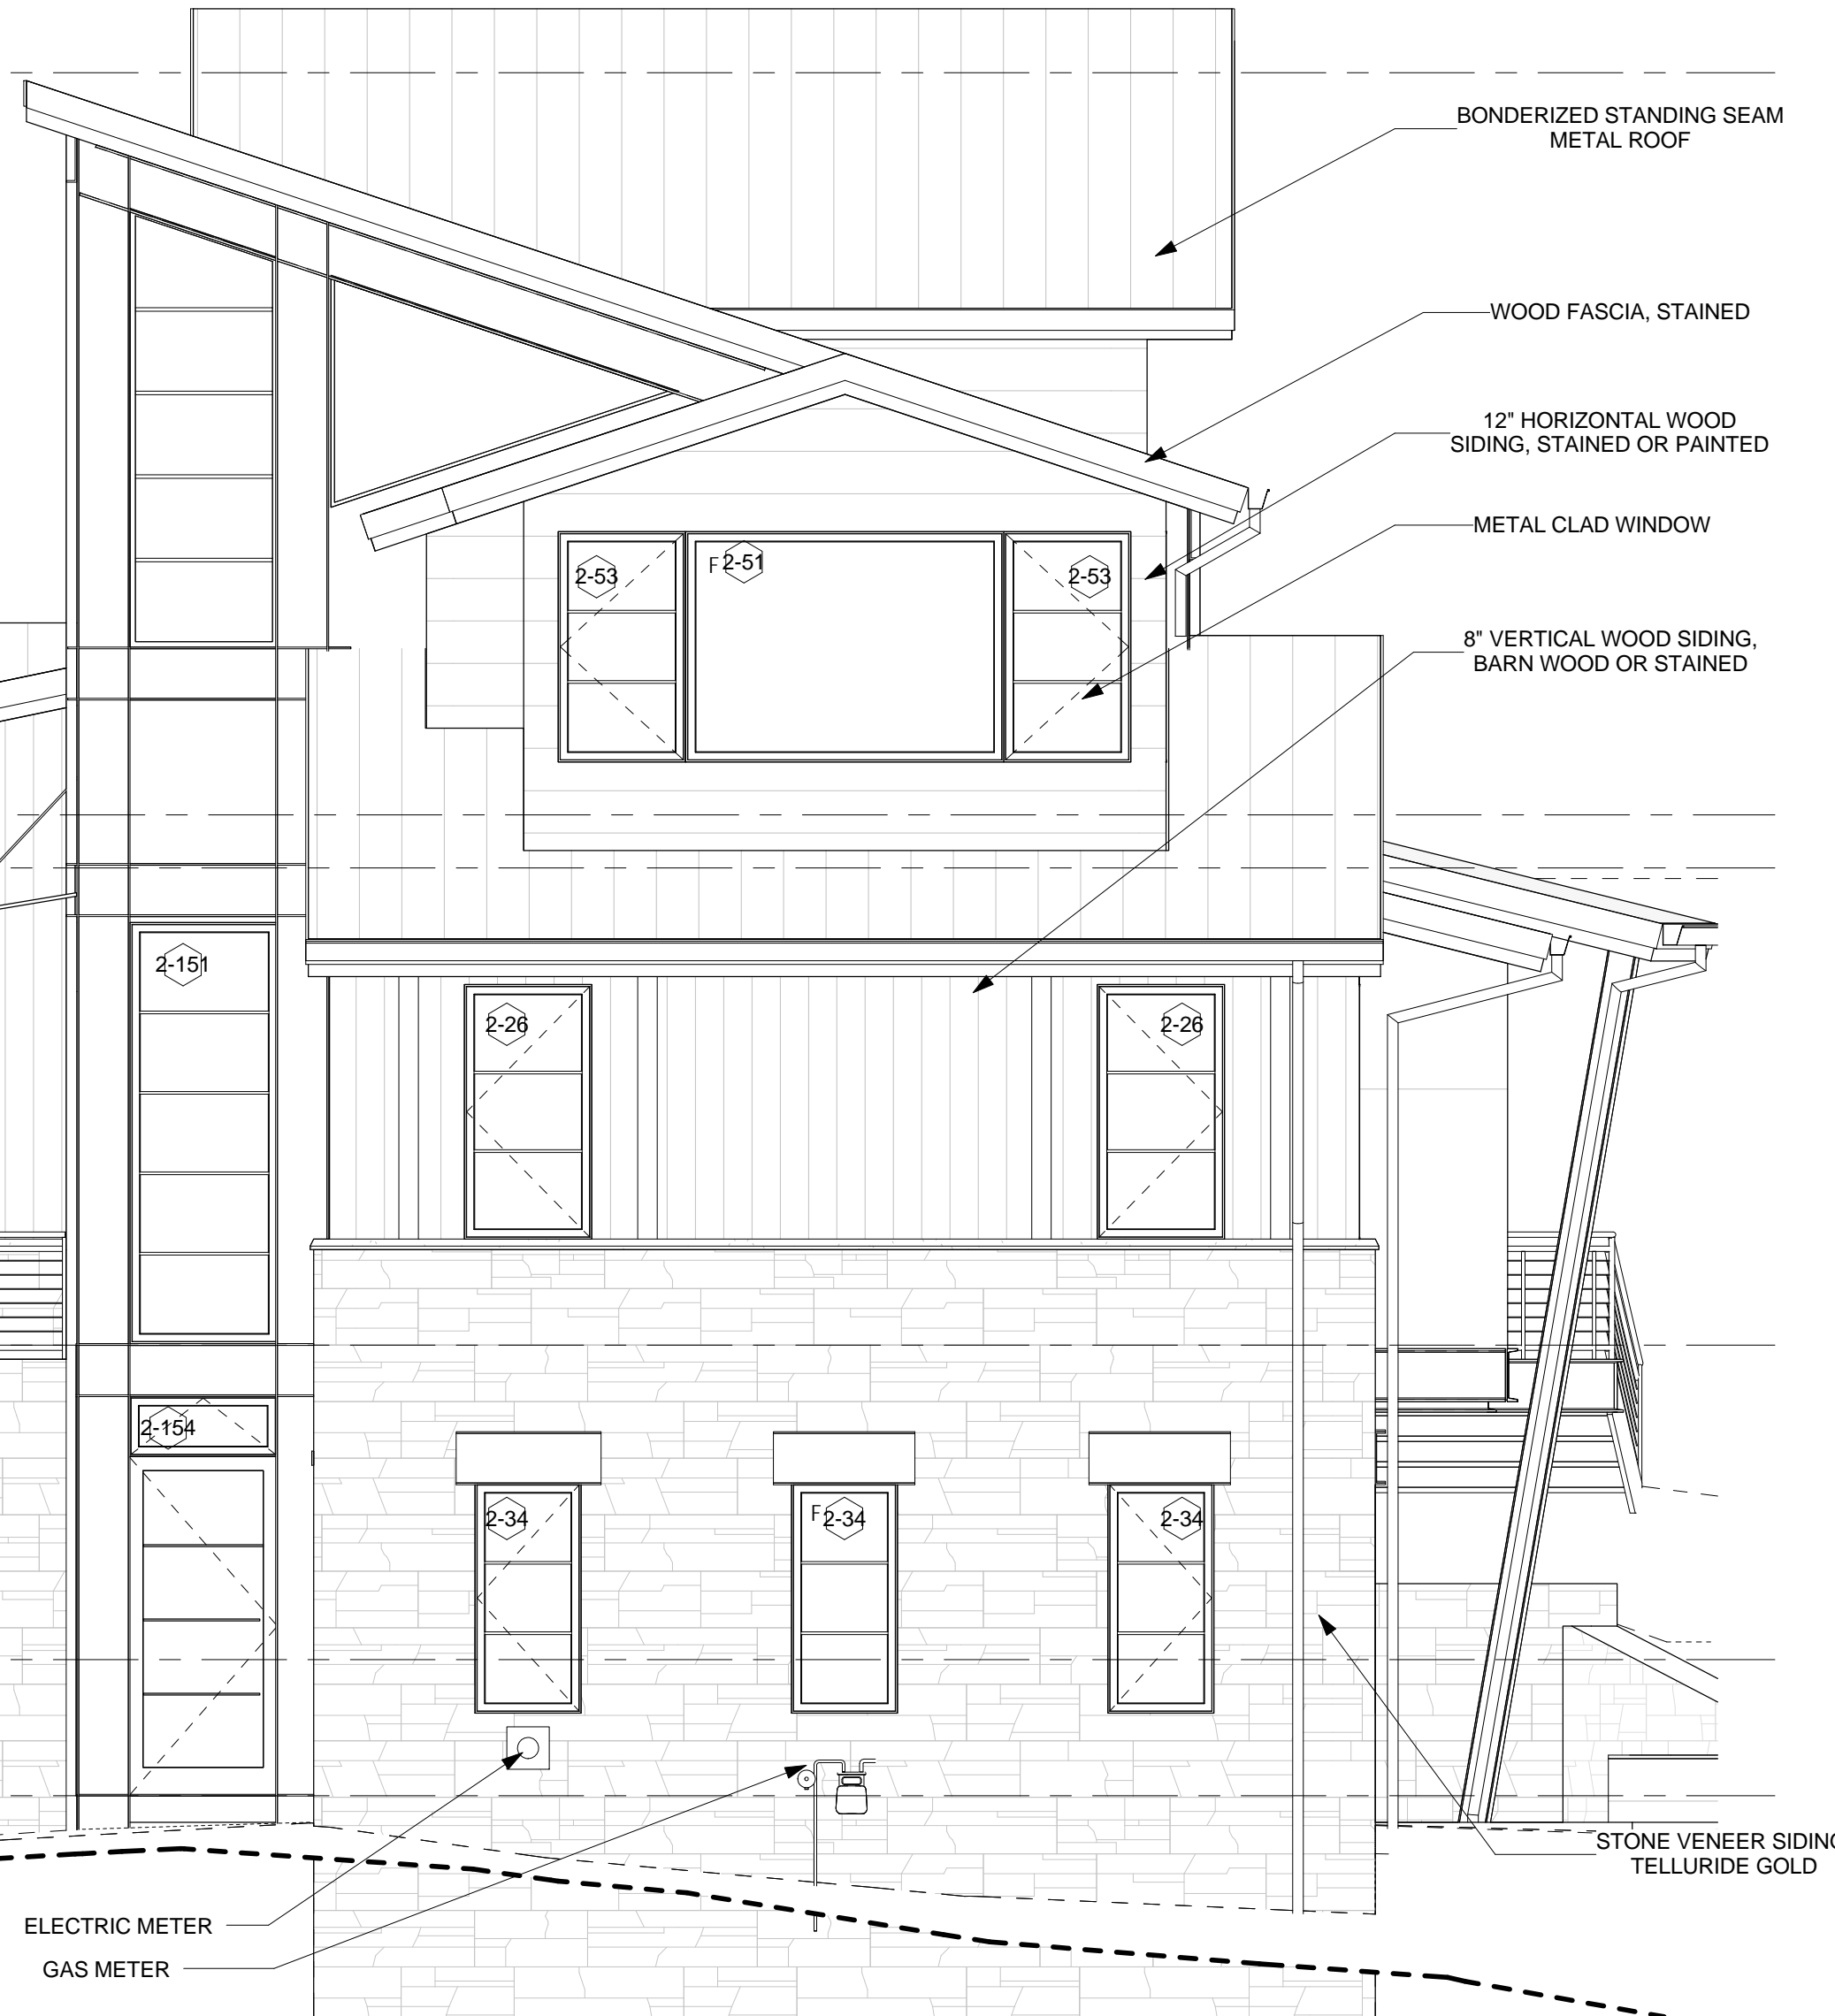 BONDERIZED STANDING SEAM
METAL ROOF
WOOD FASCIA, STAINED
12" HORIZONTAL WOOD
SIDING, STAINED OR PAINTED
METAL CLAD WINDOW
2-53
F 2-51
2-53
8" VERTICAL WOOD SIDING,
BARN WOOD OR STAINED
2-151
2-26
2-26
2-154
2-34
F 2-34
2-34
STONE VENEER SIDING
TELLURIDE GOLD
ELECTRIC METER
GAS METER